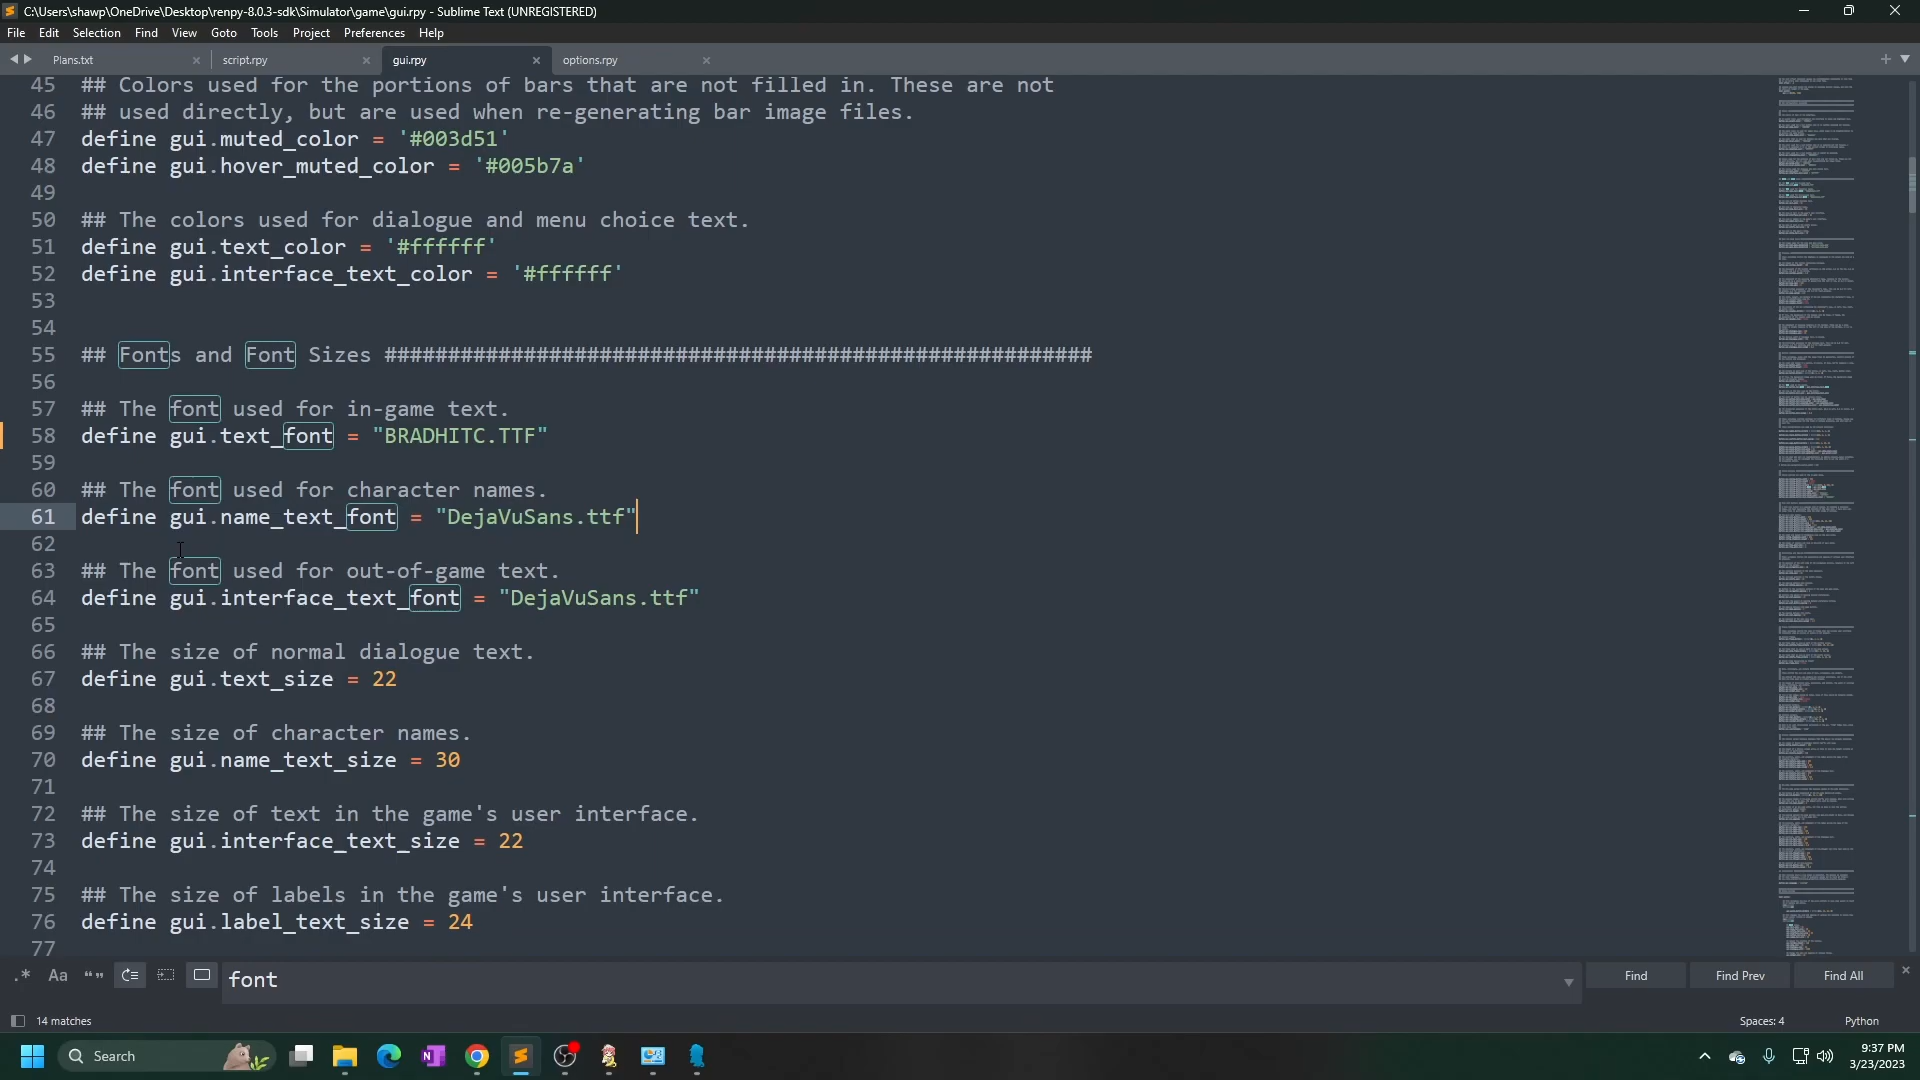 C:\Users\shawp\OneDrive\Desktop\renpy-8.0.3-sdk\Simulator\game\gui.rpy - Sublime Text (UNREGISTERED)
File Edit Selection Find View Goto Tools Project Preferences Help
Plans.txt script.rpy gui.rpy options.rpy
45 ## Colors used for the portions of bars that are not filled in. These are not
46 ## used directly, but are used when re-generating bar image files.
47 define gui.muted_color = '#003d51'
48 define gui.hover_muted_color = '#005b7a'
49
50 ## The colors used for dialogue and menu choice text.
51 define gui.text_color = '#ffffff'
52 define gui.interface_text_color = '#ffffff'
53
54
55 ## Fonts and Font Sizes ########################################################
56
57 ## The font used for in-game text.
58 define gui.text_font = "BRADHITC.TTF"
59
60 ## The font used for character names.
61 define gui.name_text_font = "DejaVuSans.ttf"
62
63 ## The font used for out-of-game text.
64 define gui.interface_text_font = "DejaVuSans.ttf"
65
66 ## The size of normal dialogue text.
67 define gui.text_size = 22
68
69 ## The size of character names.
70 define gui.name_text_size = 30
71
72 ## The size of text in the game's user interface.
73 define gui.interface_text_size = 22
74
75 ## The size of labels in the game's user interface.
76 define gui.label_text_size = 24
77
.* Aa “” font Find Find Prev Find All
14 matches Spaces: 4 Python
Search 9:37 PM
3/23/2023